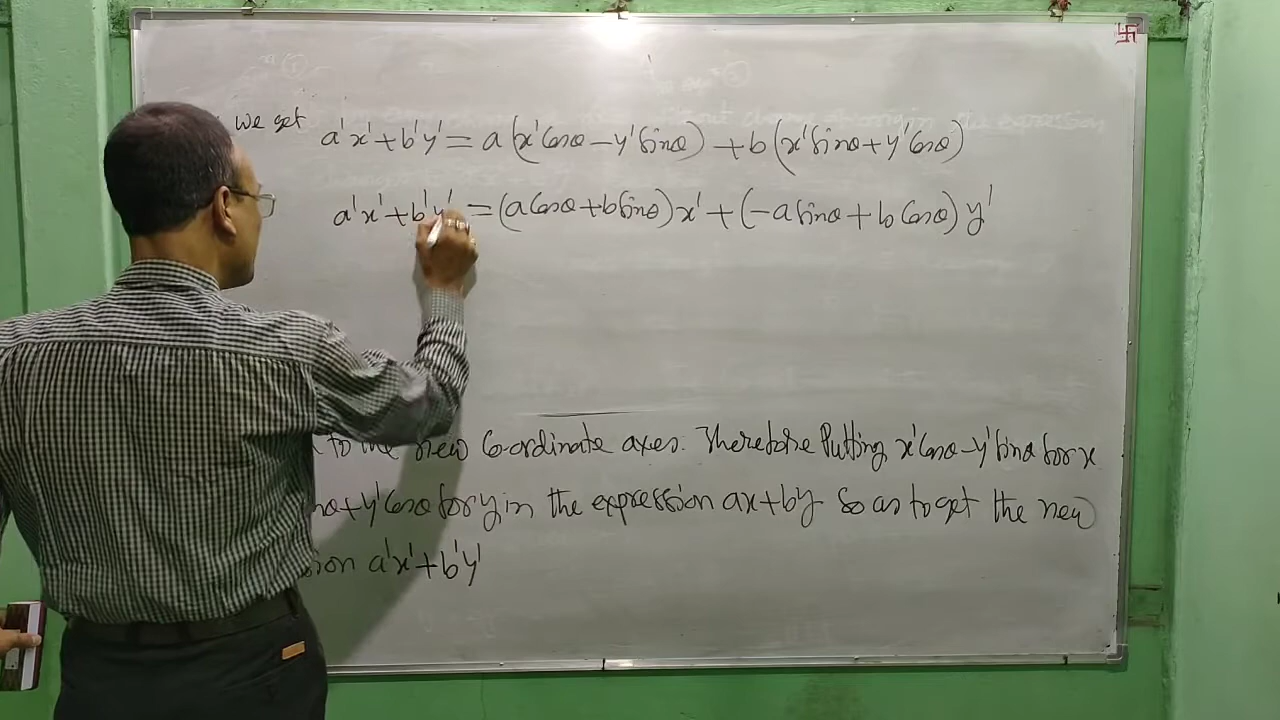 we get a'x'+b'y' = a(x'Cosθ-y'Sinθ) +b(x'Sinθ+y'Cosθ)
a'x'+b'y' =(aCosθ+bSinθ)x'+(-aSinθ+bCosθ)y'
to the new Co-ordinate axes. Therefore Putting x'Cosθ-y'Sinθ for x
+y'Cosθ for y in the expression ax+by So as to get the new
a'x'+b'y'